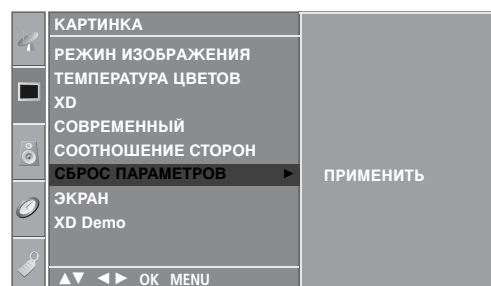 КАРТИНКА
РЕЖИН ИЗОБРАЖЕНИЯ
ТЕМПЕРАТУРА ЦВЕТОВ
XD
СОВРЕМЕННЫЙ
СООТНОШЕНИЕ СТОРОН
СБРОС ПАРАМЕТРОВ ► ПРИМЕНИТЬ
ЭКРАН
XD Demo
▲▼ ◄► OK MENU